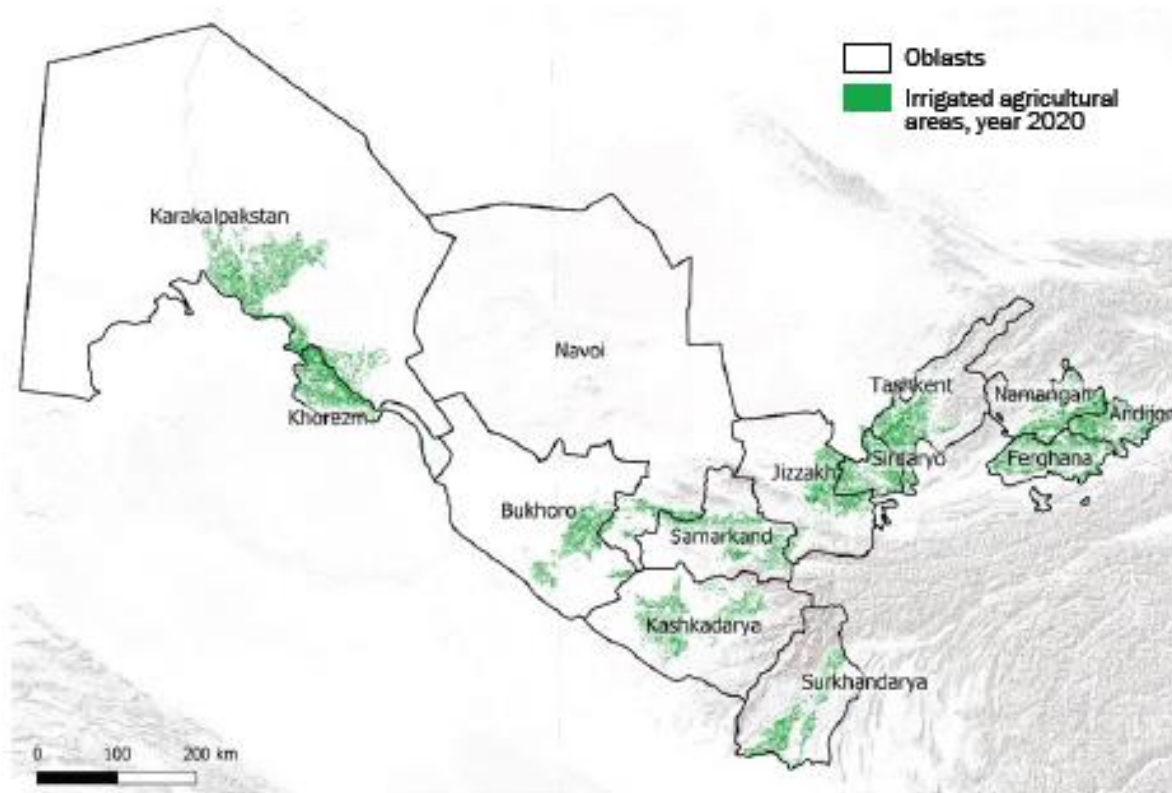 Oblasts
Irrigated agricultural
areas, year 2020
Karakalpakstan
Navoi
Tashkent
Namangan
Andijon
Khorezm
Ferghana
Sirdaryo
Jizzakh
Bukhoro
Samarkand
Kashkadarya
Surkhandarya
0 100 200 km